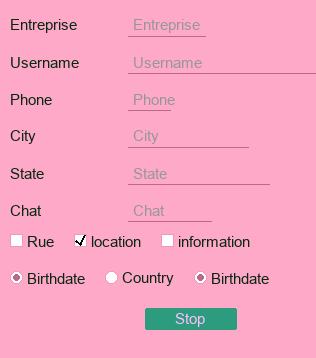 Entreprise Entreprise
Username Username
Phone Phone
City City
State State
Chat Chat
Rue location information
Birthdate Country Birthdate
Stop